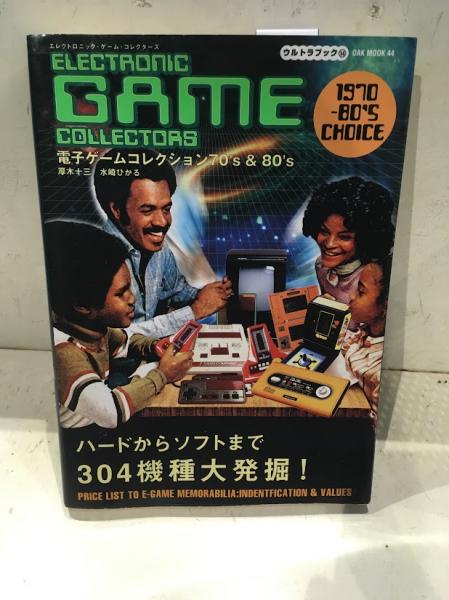 エレクトロニック・ゲーム・コレクターズ
ウルトラブック⑭ OAK MOOK 44
ELECTRONIC
GAME
COLLECTORS
1970
-80'S
CHOICE
電子ゲームコレクション70's & 80's
厚木十三 水崎ひかる
ハードからソフトまで
304機種大発掘!
PRICE LIST TO E-GAME MEMORABILIA:INDENTFICATION & VALUES